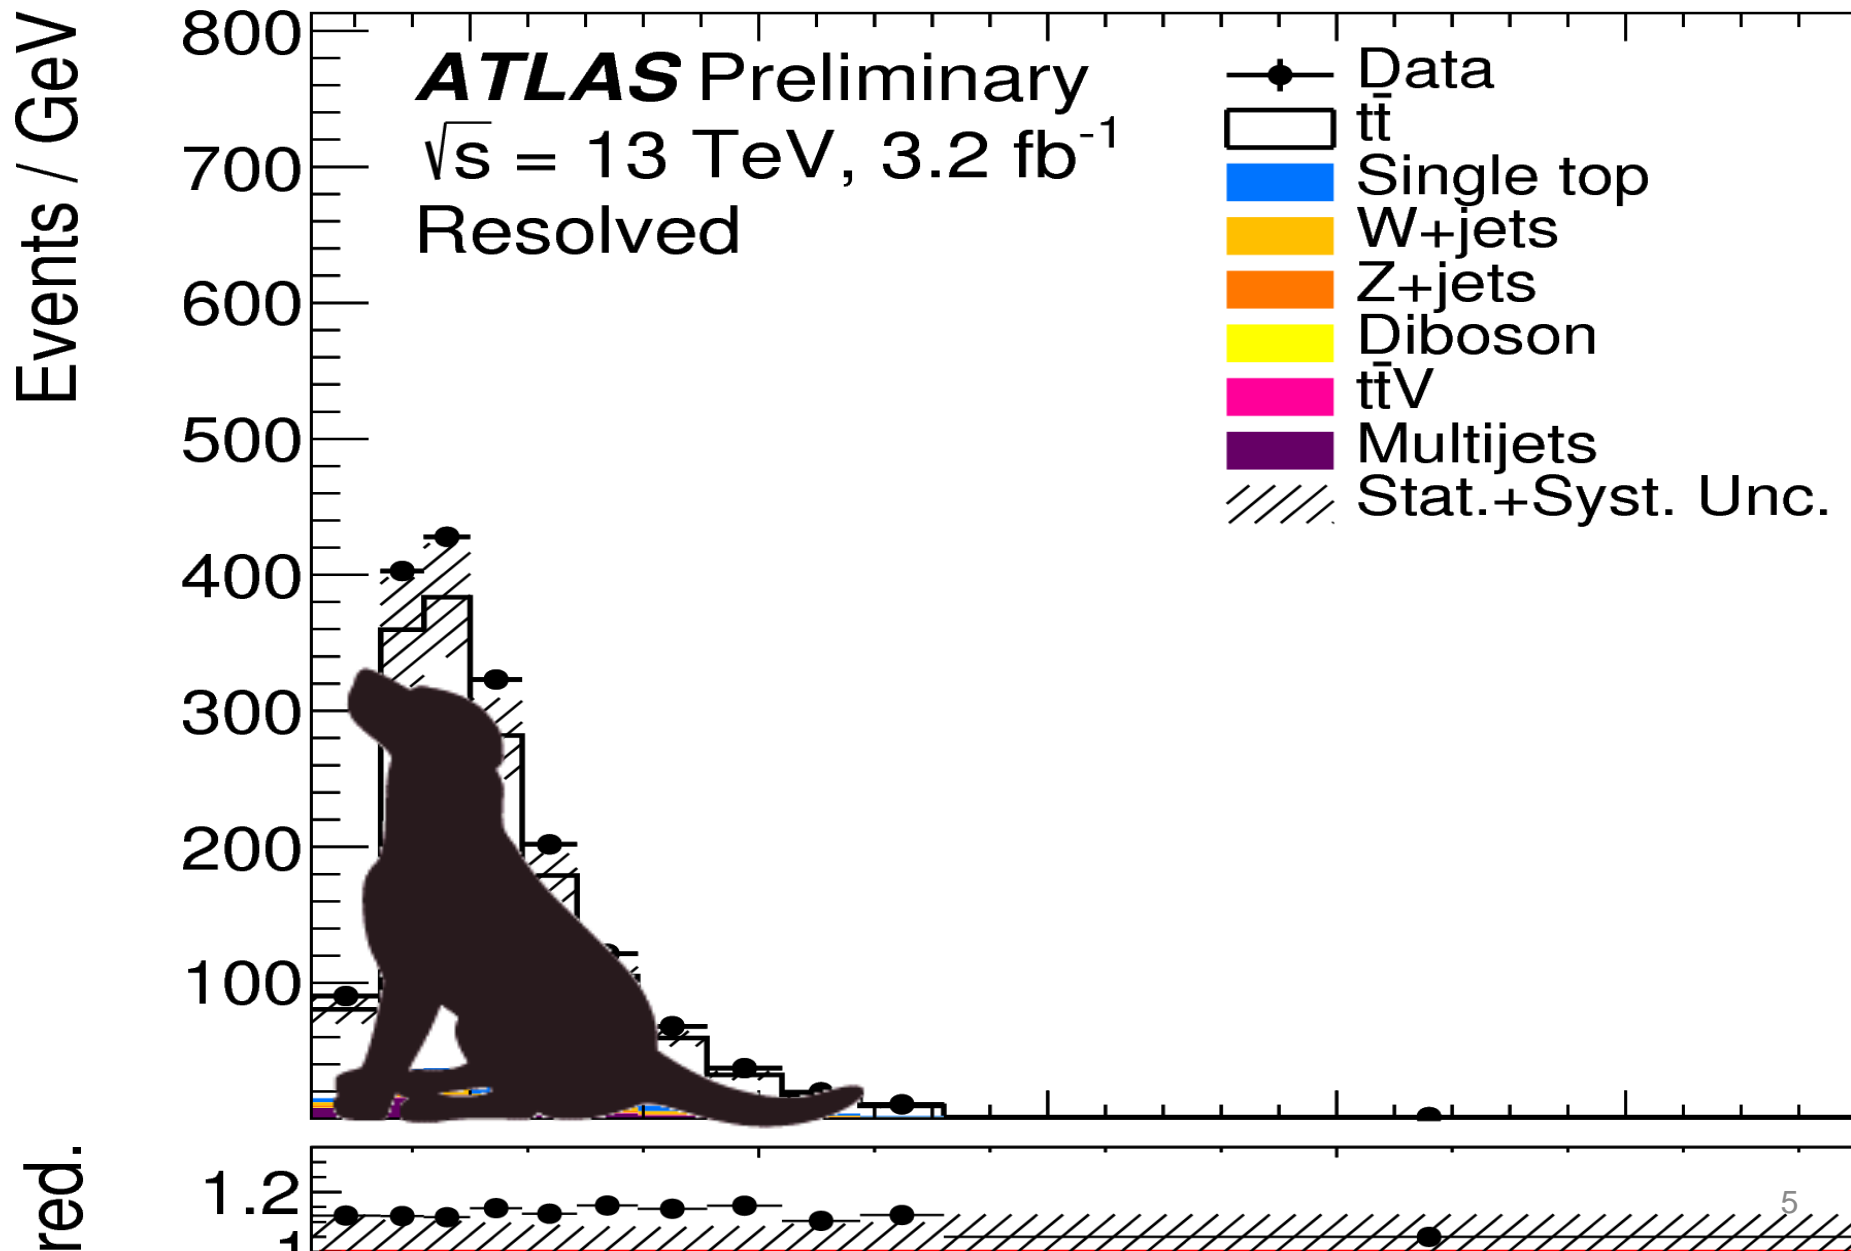 Events / GeV
800
700
600
500
400
300
200
100
ATLAS Preliminary
√s = 13 TeV, 3.2 fb⁻¹
Resolved
Data
tt̄
Single top
W+jets
Z+jets
Diboson
tt̄V
Multijets
Stat.+Syst. Unc.
red.
1.2
1
5